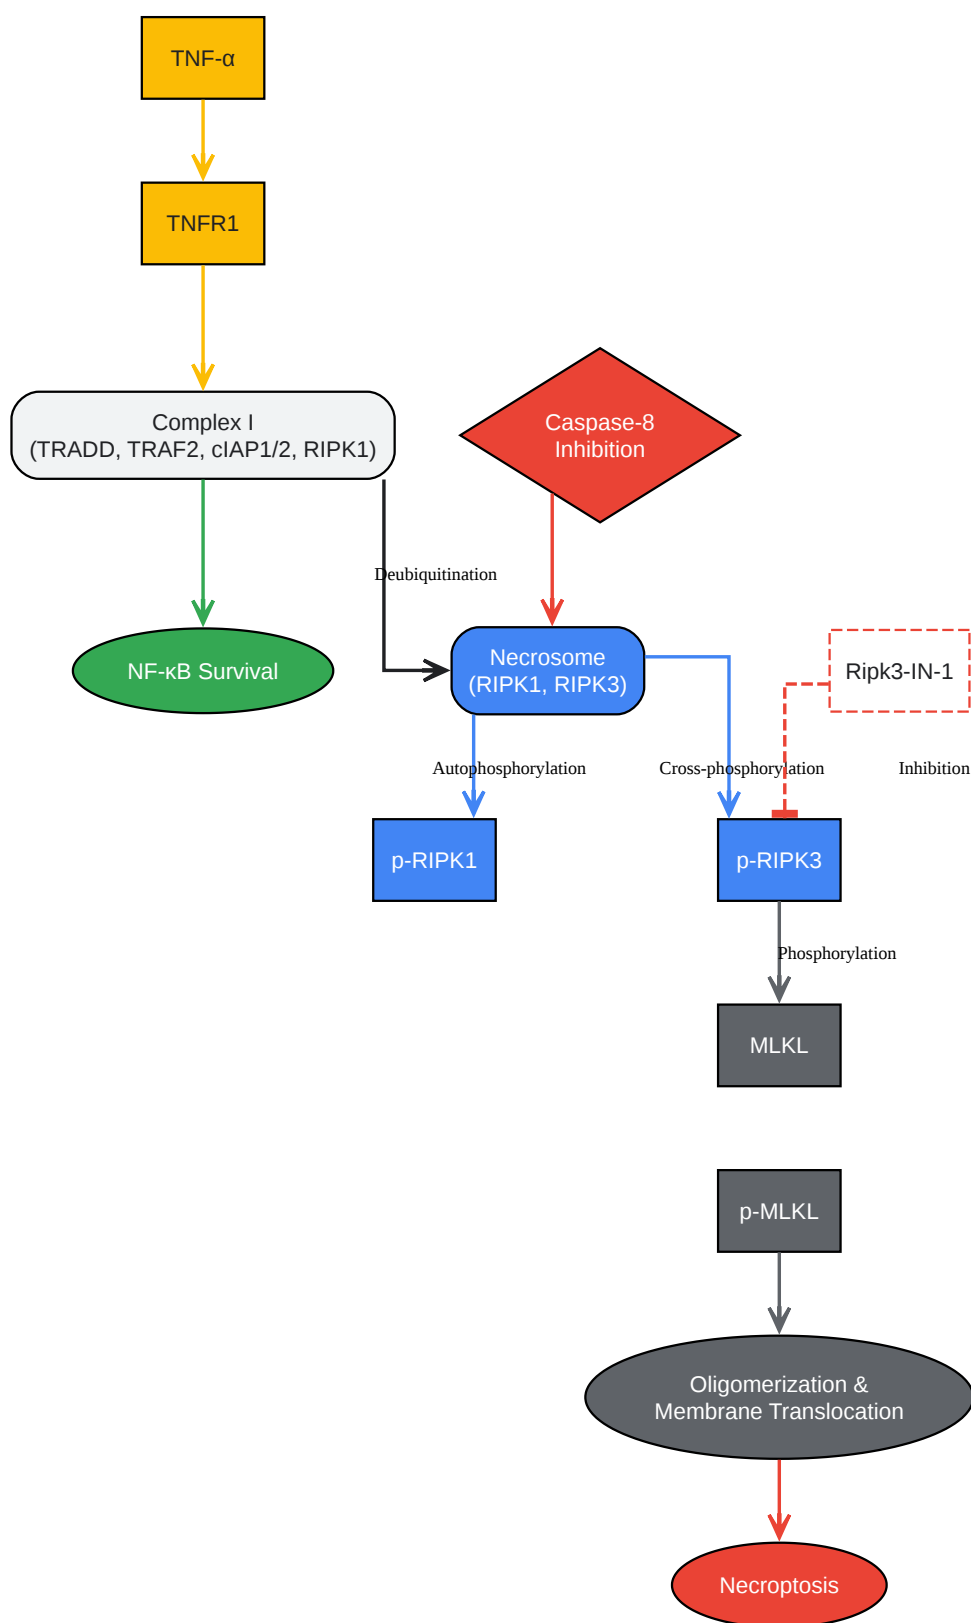 TNF-α
TNFR1
Complex I
(TRADD, TRAF2, cIAP1/2, RIPK1)
Caspase-8
Inhibition
Deubiquitination
NF-κB Survival
Necrosome
(RIPK1, RIPK3)
Ripk3-IN-1
Autophosphorylation
Cross-phosphorylation
Inhibition
p-RIPK1
p-RIPK3
Phosphorylation
MLKL
p-MLKL
Oligomerization &
Membrane Translocation
Necroptosis